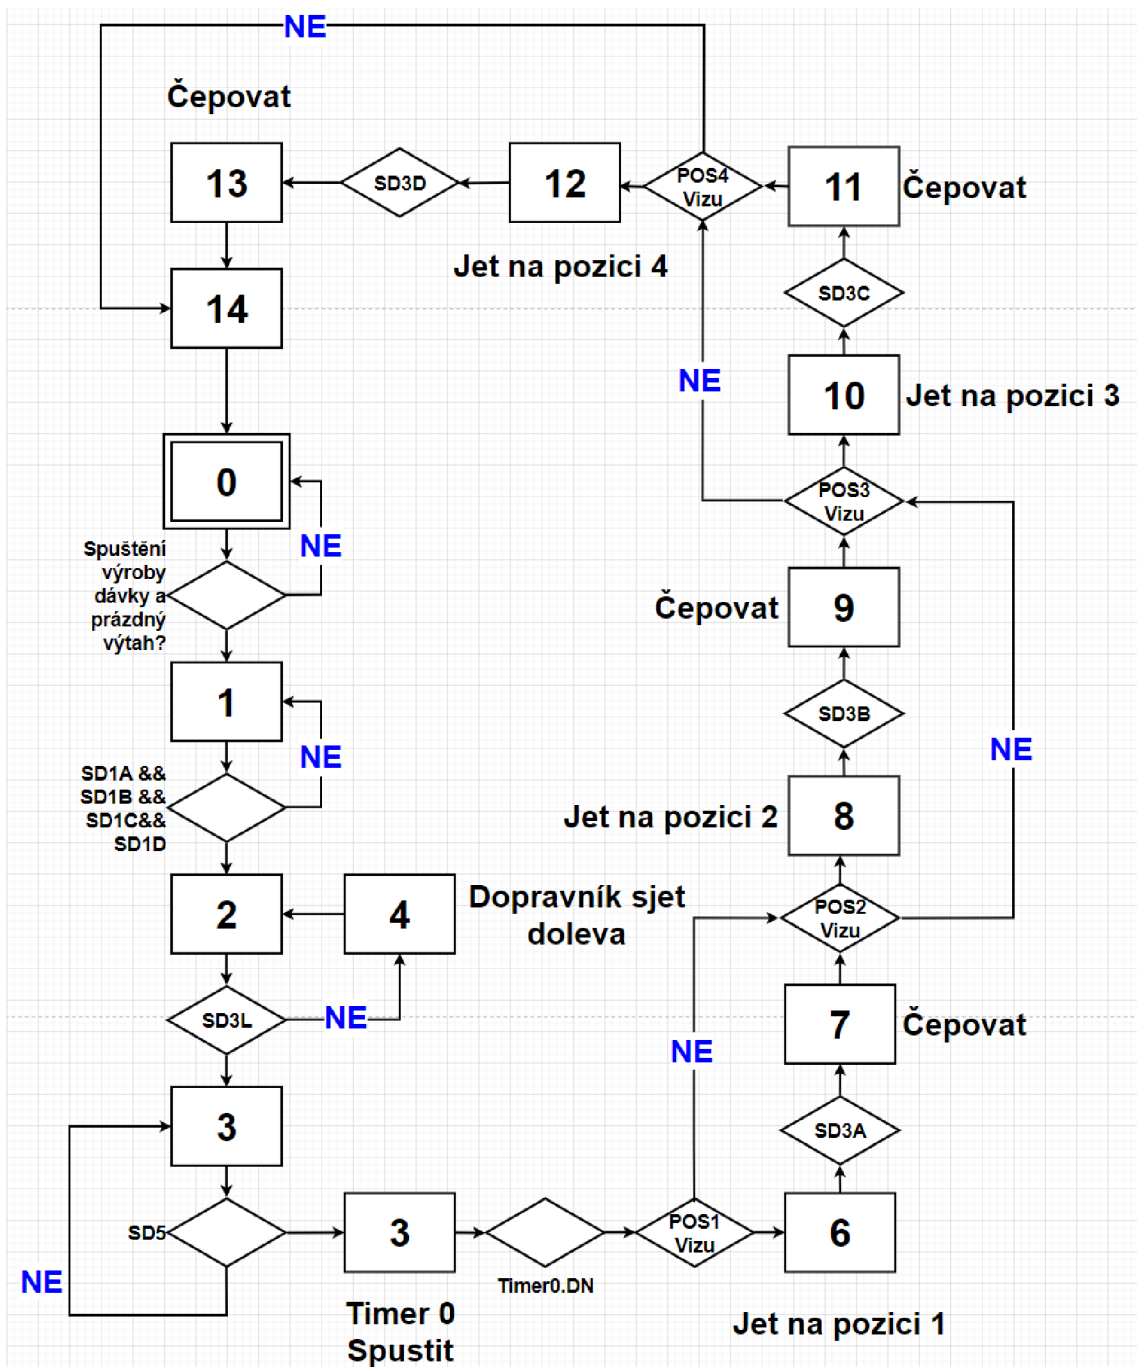 NE
Čepovat
13
SD3D
12
POS4
Vizu
11
Čepovat
Jet na pozici 4
14
SD3C
NE
10
Jet na pozici 3
0
POS3
Vizu
NE
Spuštění
výroby
dávky a
prázdný
výtah?
Čepovat
9
1
SD3B
NE
NE
SD1A &&
SD1B &&
SD1C&&
SD1D
Jet na pozici 2
8
2
4
Dopravník sjet
doleva
POS2
Vizu
SD3L
NE
7
Čepovat
NE
3
SD3A
SD5
3
Timer0.DN
POS1
Vizu
6
NE
Timer 0
Spustit
Jet na pozici 1